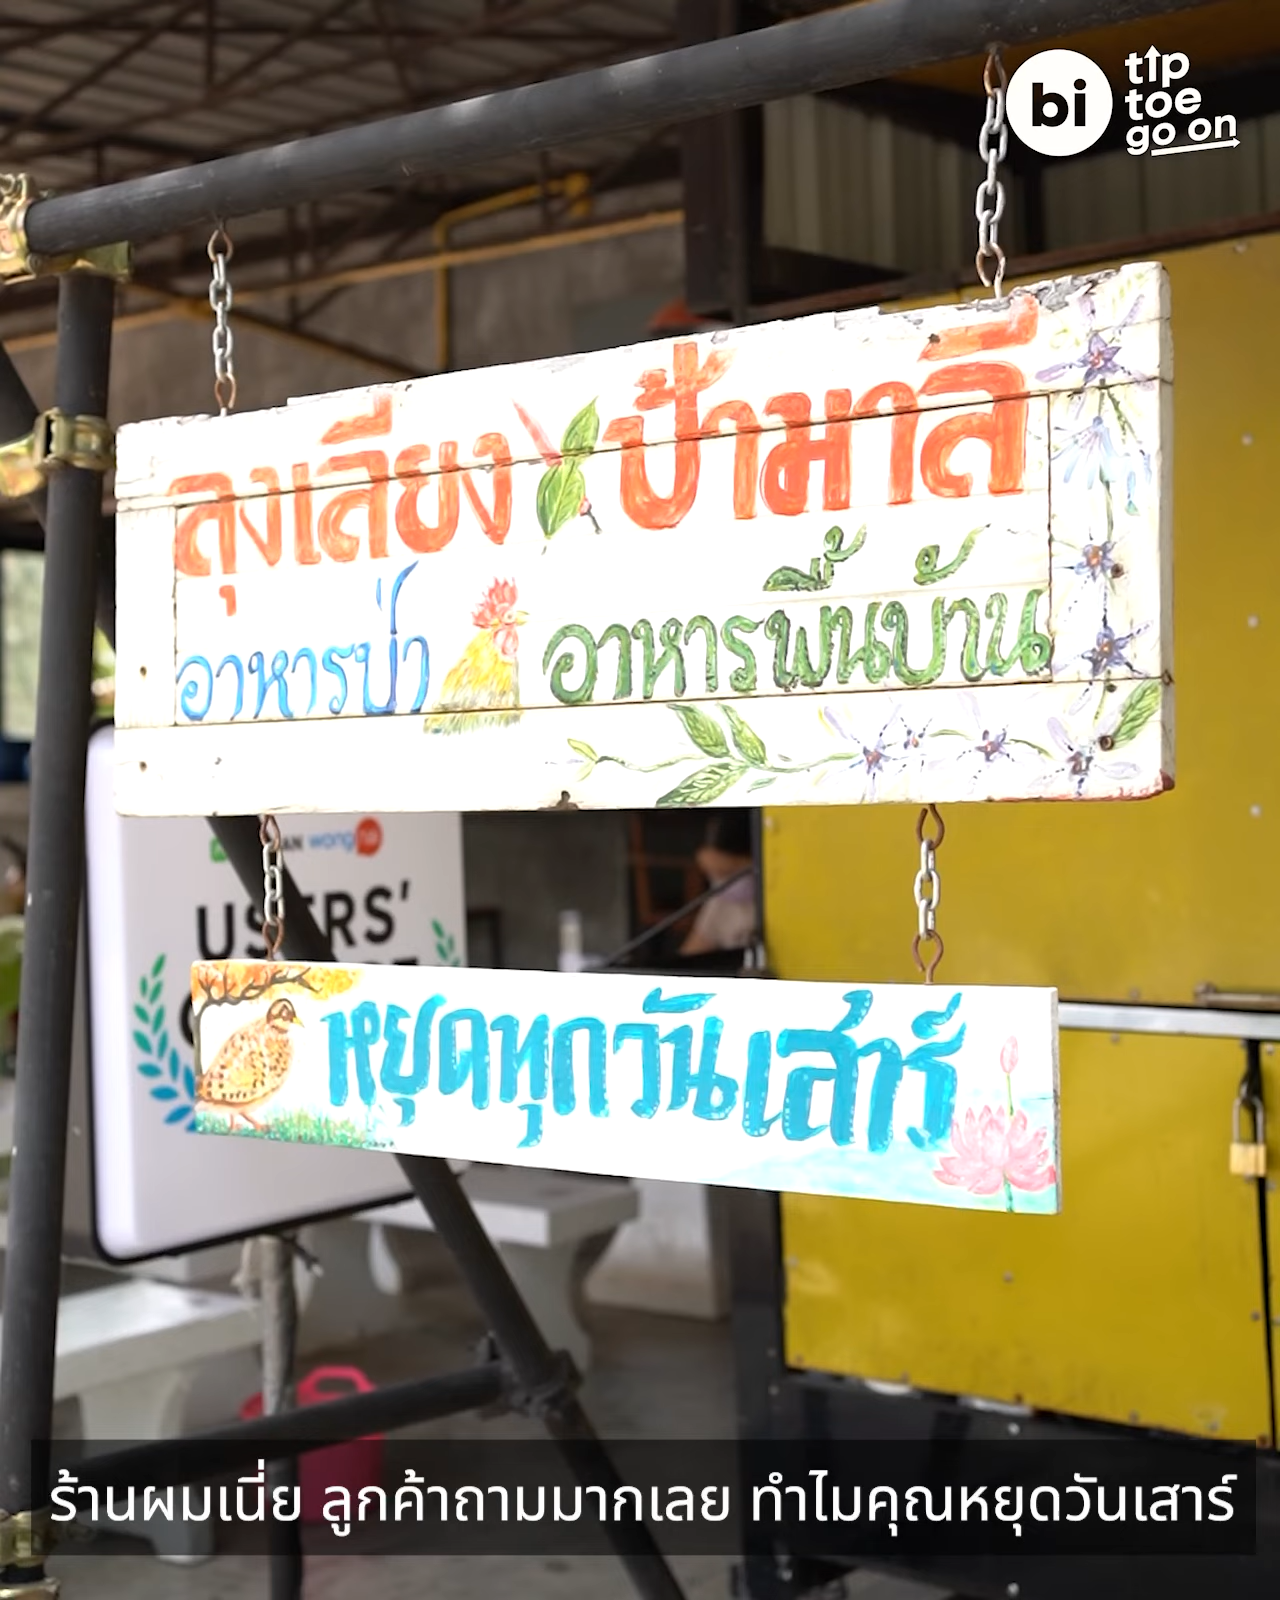 bi
tip
toe
go on
ลุงเลียง ป้ามาลี
อาหารป่า อาหารพื้นบ้าน
wong
USERS'
หยุดทุกวันเสาร์
ร้านผมเนี่ย ลูกค้าถามมากเลย ทำไมคุณหยุดวันเสาร์